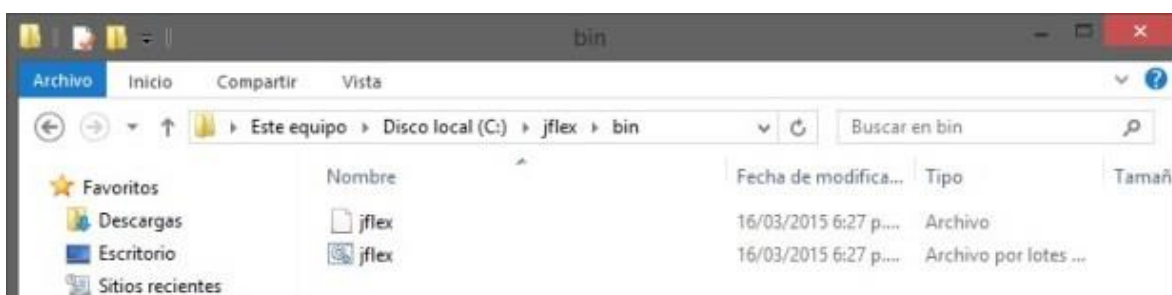 bin
Archivo Inicio Compartir Vista
Este equipo Disco local (C:) jflex bin Buscar en bin
Nombre Fecha de modifica... Tipo Tamañ
Favoritos
Descargas jflex 16/03/2015 6:27 p.... Archivo
Escritorio jflex 16/03/2015 6:27 p.... Archivo por lotes ...
Sitios recientes